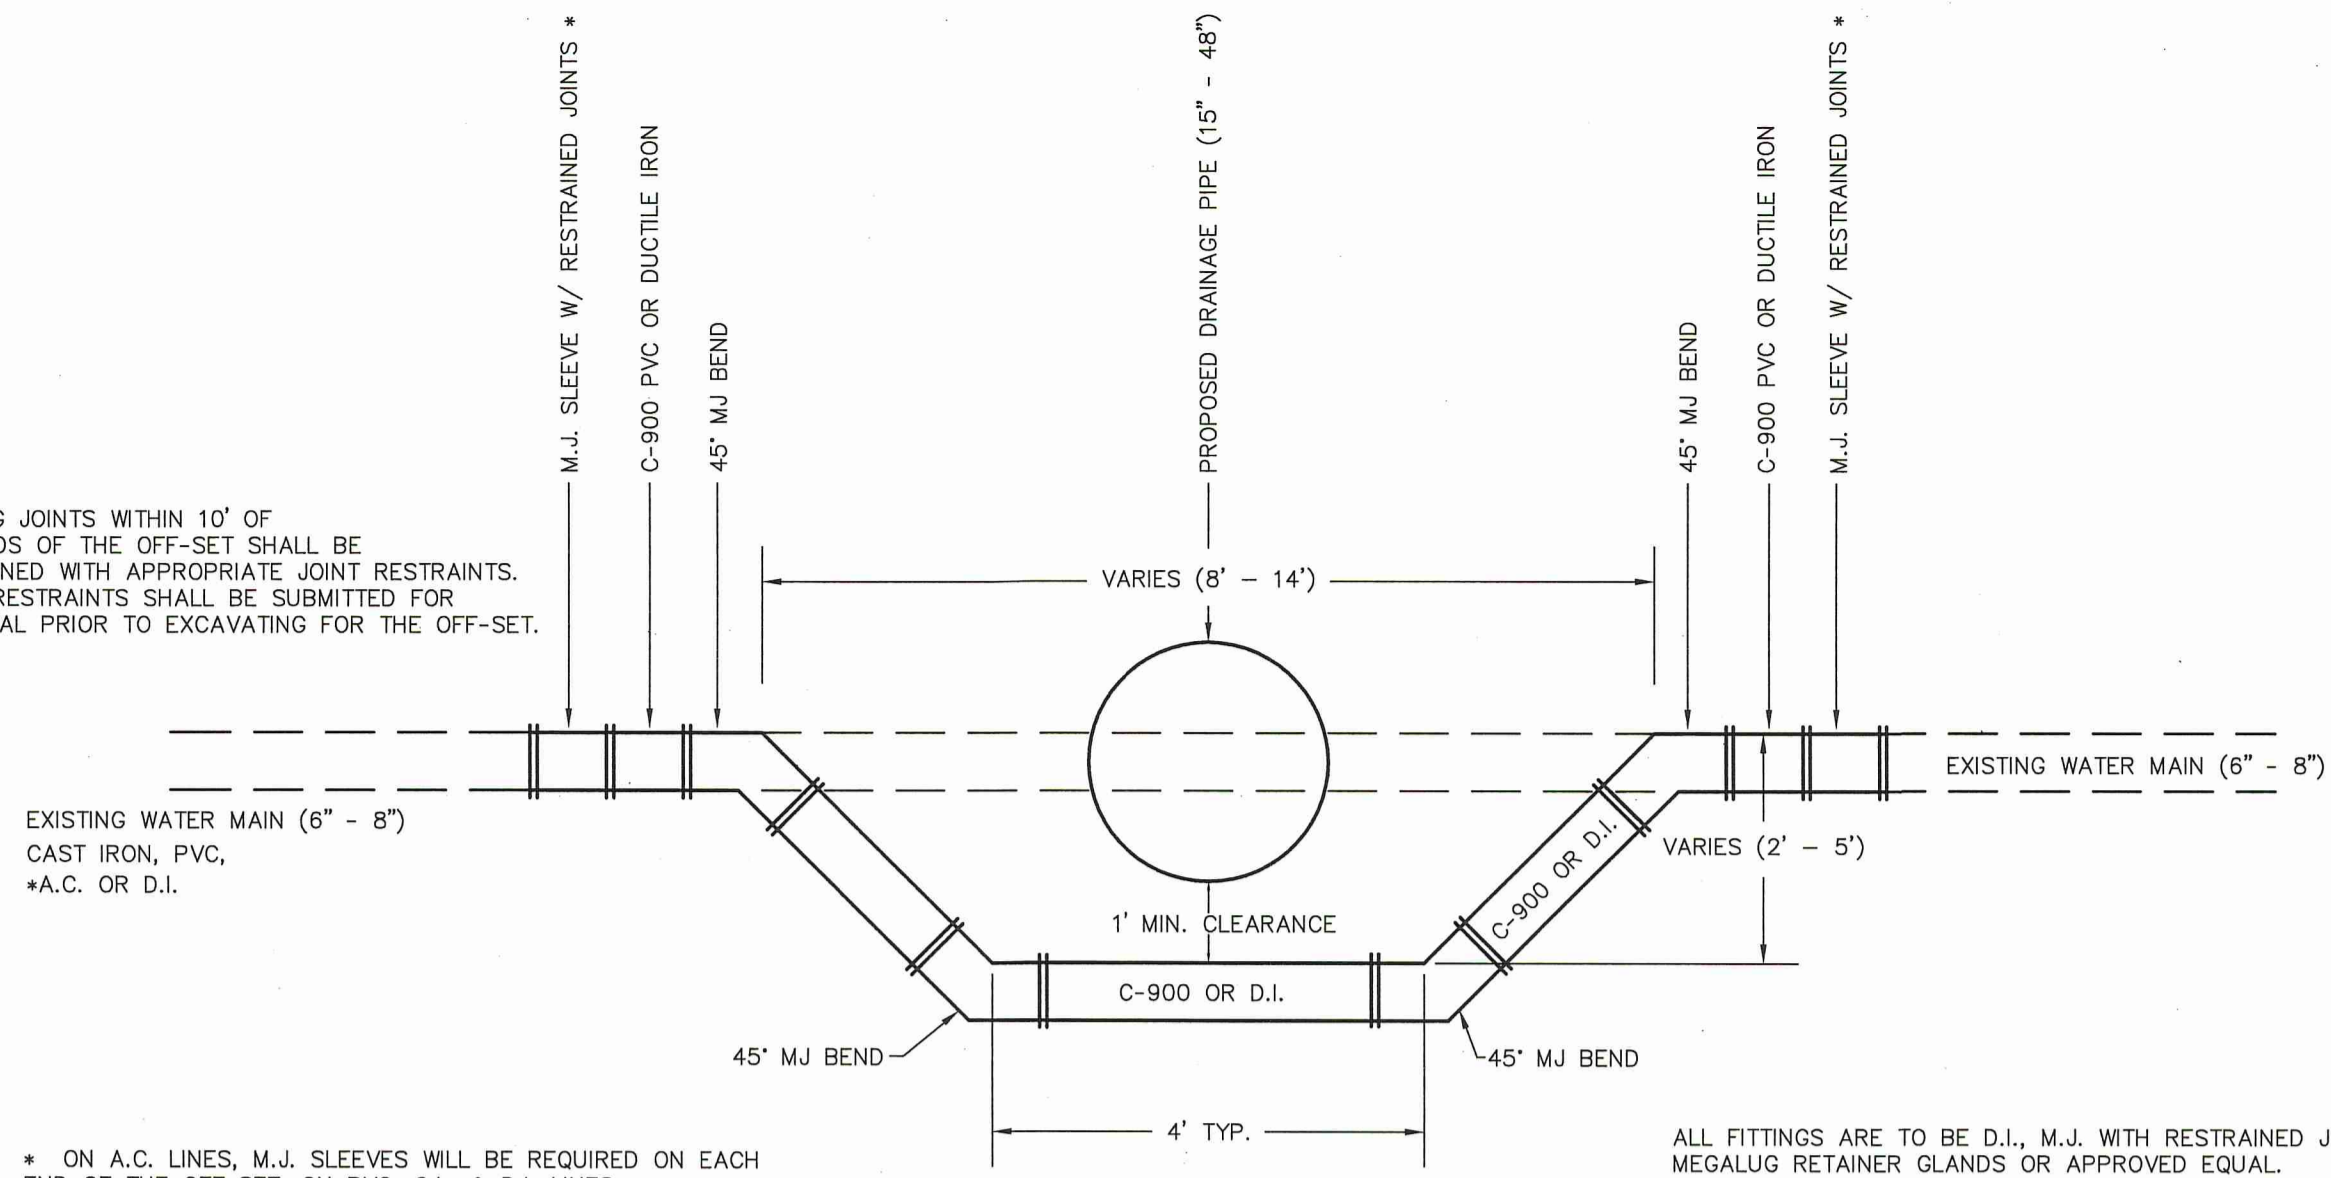 M.J. SLEEVE W/ RESTRAINED JOINTS *
C-900 PVC OR DUCTILE IRON
45° MJ BEND
PROPOSED DRAINAGE PIPE (15" - 48")
45° MJ BEND
C-900 PVC OR DUCTILE IRON
M.J. SLEEVE W/ RESTRAINED JOINTS *
JOINTS WITHIN 10' OF
OF THE OFF-SET SHALL BE
WITH APPROPRIATE JOINT RESTRAINTS.
RESTRAINTS SHALL BE SUBMITTED FOR
PRIOR TO EXCAVATING FOR THE OFF-SET.
VARIES (8' - 14')
EXISTING WATER MAIN (6" - 8")
EXISTING WATER MAIN (6" - 8")
CAST IRON, PVC,
*A.C. OR D.I.
VARIES (2' - 5')
C-900 OR D.I.
1' MIN. CLEARANCE
C-900 OR D.I.
45° MJ BEND
45° MJ BEND
4' TYP.
* ON A.C. LINES, M.J. SLEEVES WILL BE REQUIRED ON EACH
ALL FITTINGS ARE TO BE D.I., M.J. WITH RESTRAINED
MEGALUG RETAINER GLANDS OR APPROVED EQUAL.